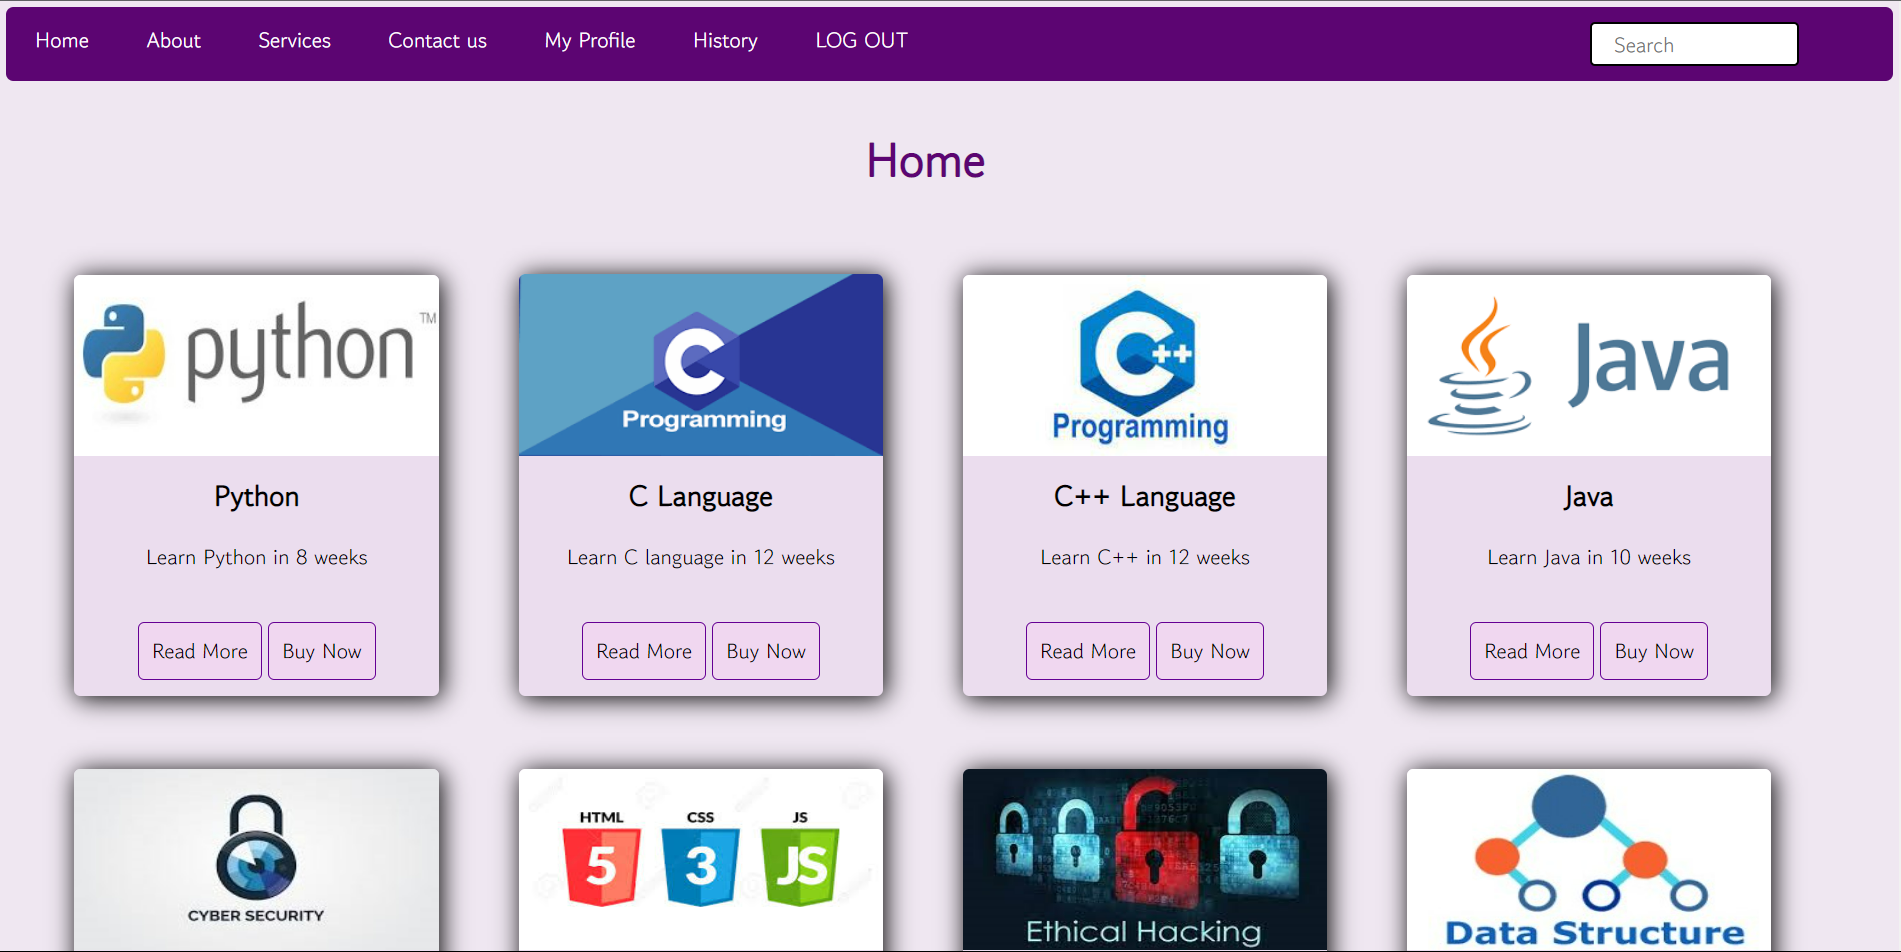 Home About Services Contact us My Profile History LOG OUT Search
Home
python™
C
Programming
C++
Programming
Java
Python
C Language
C++ Language
Java
Learn Python in 8 weeks
Learn C language in 12 weeks
Learn C++ in 12 weeks
Learn Java in 10 weeks
Read More Buy Now
Read More Buy Now
Read More Buy Now
Read More Buy Now
CYBER SECURITY
HTML CSS JS
5 3 JS
Ethical Hacking
Data Structure